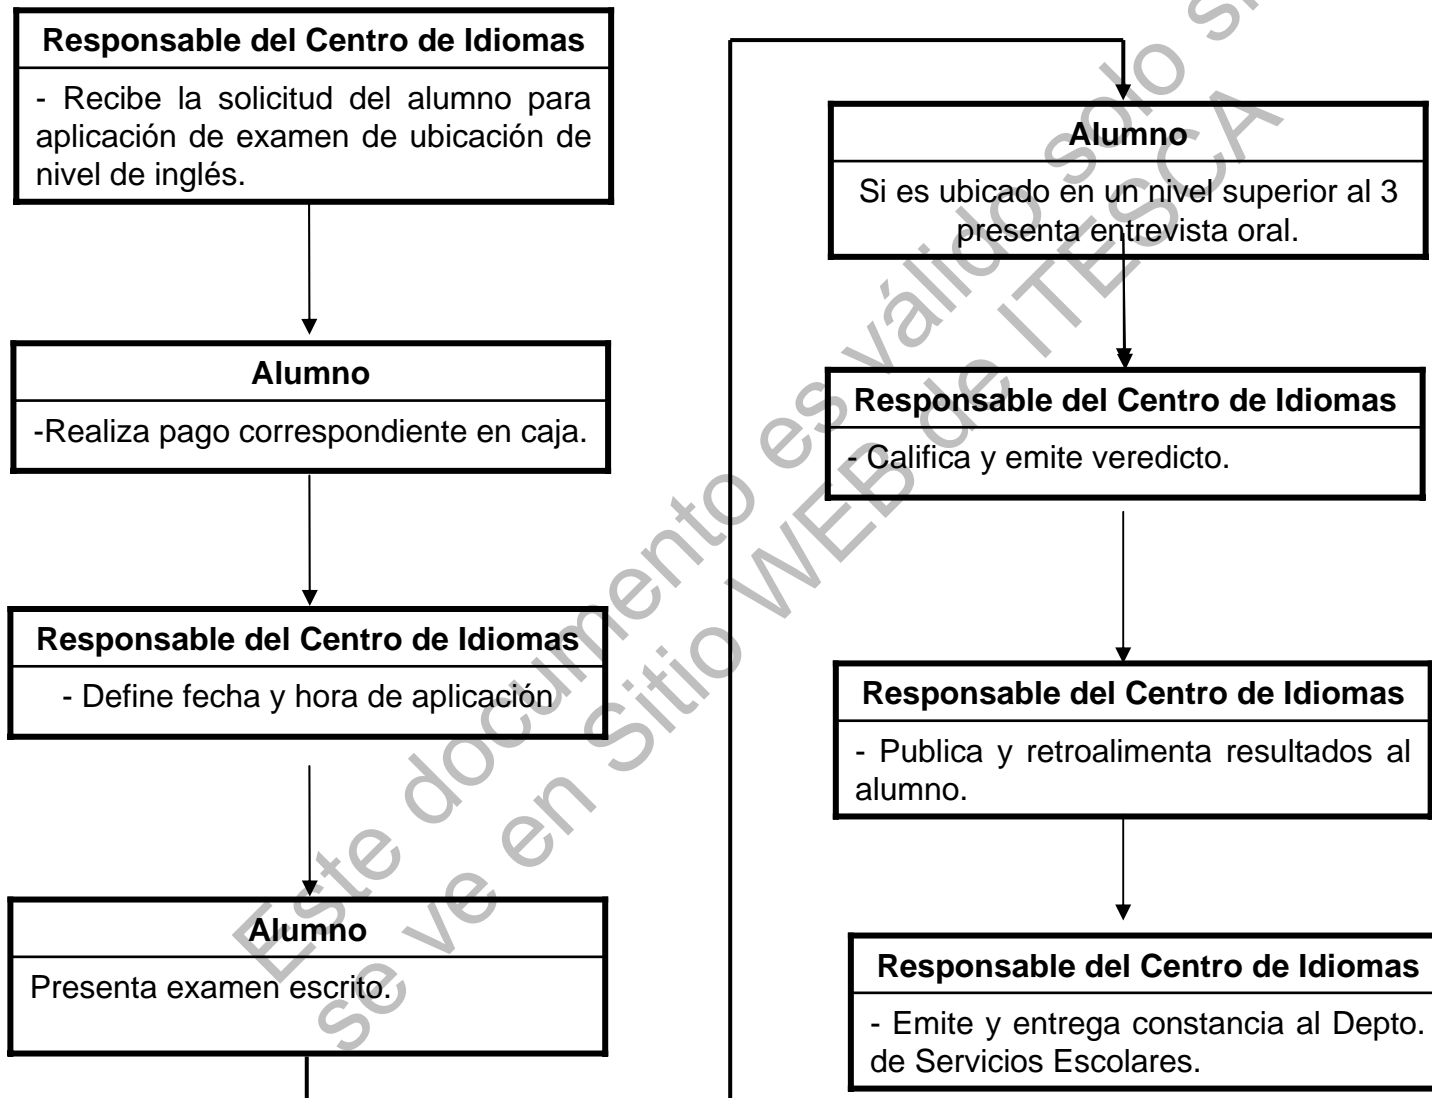 Responsable del Centro de Idiomas
- Recibe la solicitud del alumno para
aplicación de examen de ubicación de
nivel de inglés.
Alumno
-Realiza pago correspondiente en caja.
Responsable del Centro de Idiomas
- Define fecha y hora de aplicación
Alumno
Presenta examen escrito.
Alumno
Si es ubicado en un nivel superior al 3
presenta entrevista oral.
Responsable del Centro de Idiomas
- Califica y emite veredicto.
Responsable del Centro de Idiomas
- Publica y retroalimenta resultados al
alumno.
Responsable del Centro de Idiomas
- Emite y entrega constancia al Depto.
de Servicios Escolares.
Este documento es válido solo si
se ve en Sitio WEB de ITESCA